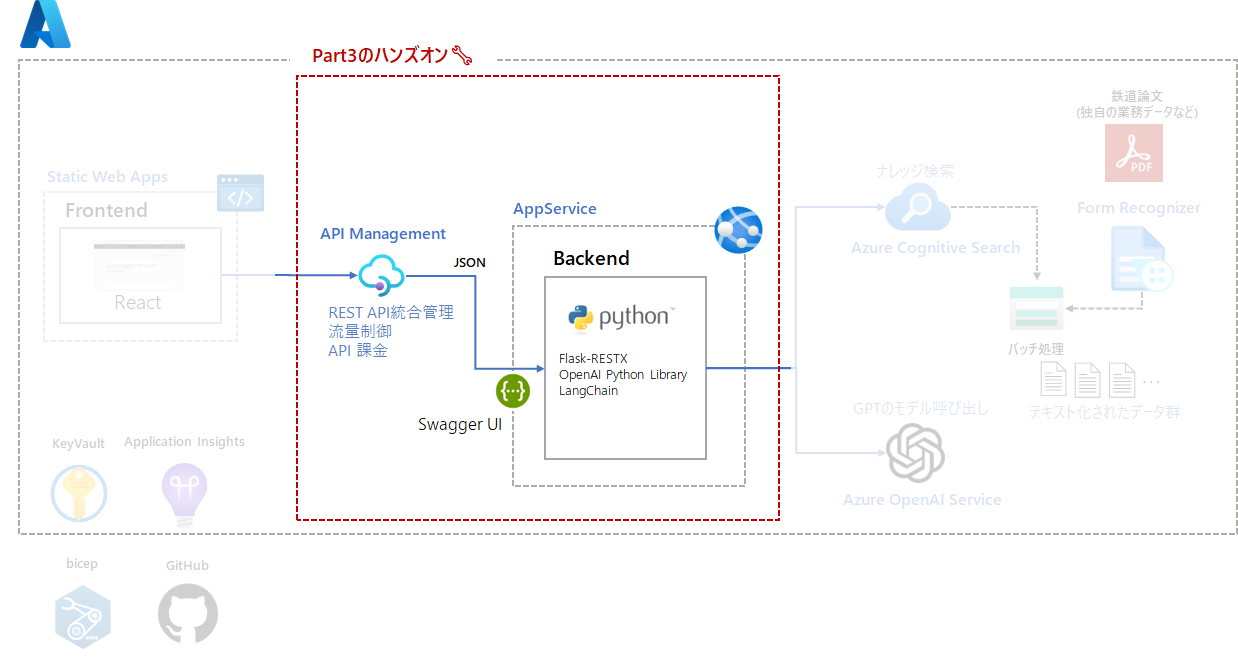 Part3のハンズオン
鉄道論文
(独自の業務データなど)
PDF
Static Web Apps
</>
Frontend
React
API Management
REST API統合管理
流量制御
API 課金
JSON
AppService
Backend
python™
Flask-RESTX
OpenAI Python Library
LangChain
{···}
Swagger UI
ナレッジ検索
Azure Cognitive Search
Form Recognizer
バッチ処理
···
テキスト化されたデータ群
GPTのモデル呼び出し
Azure OpenAI Service
KeyVault
Application Insights
bicep
GitHub